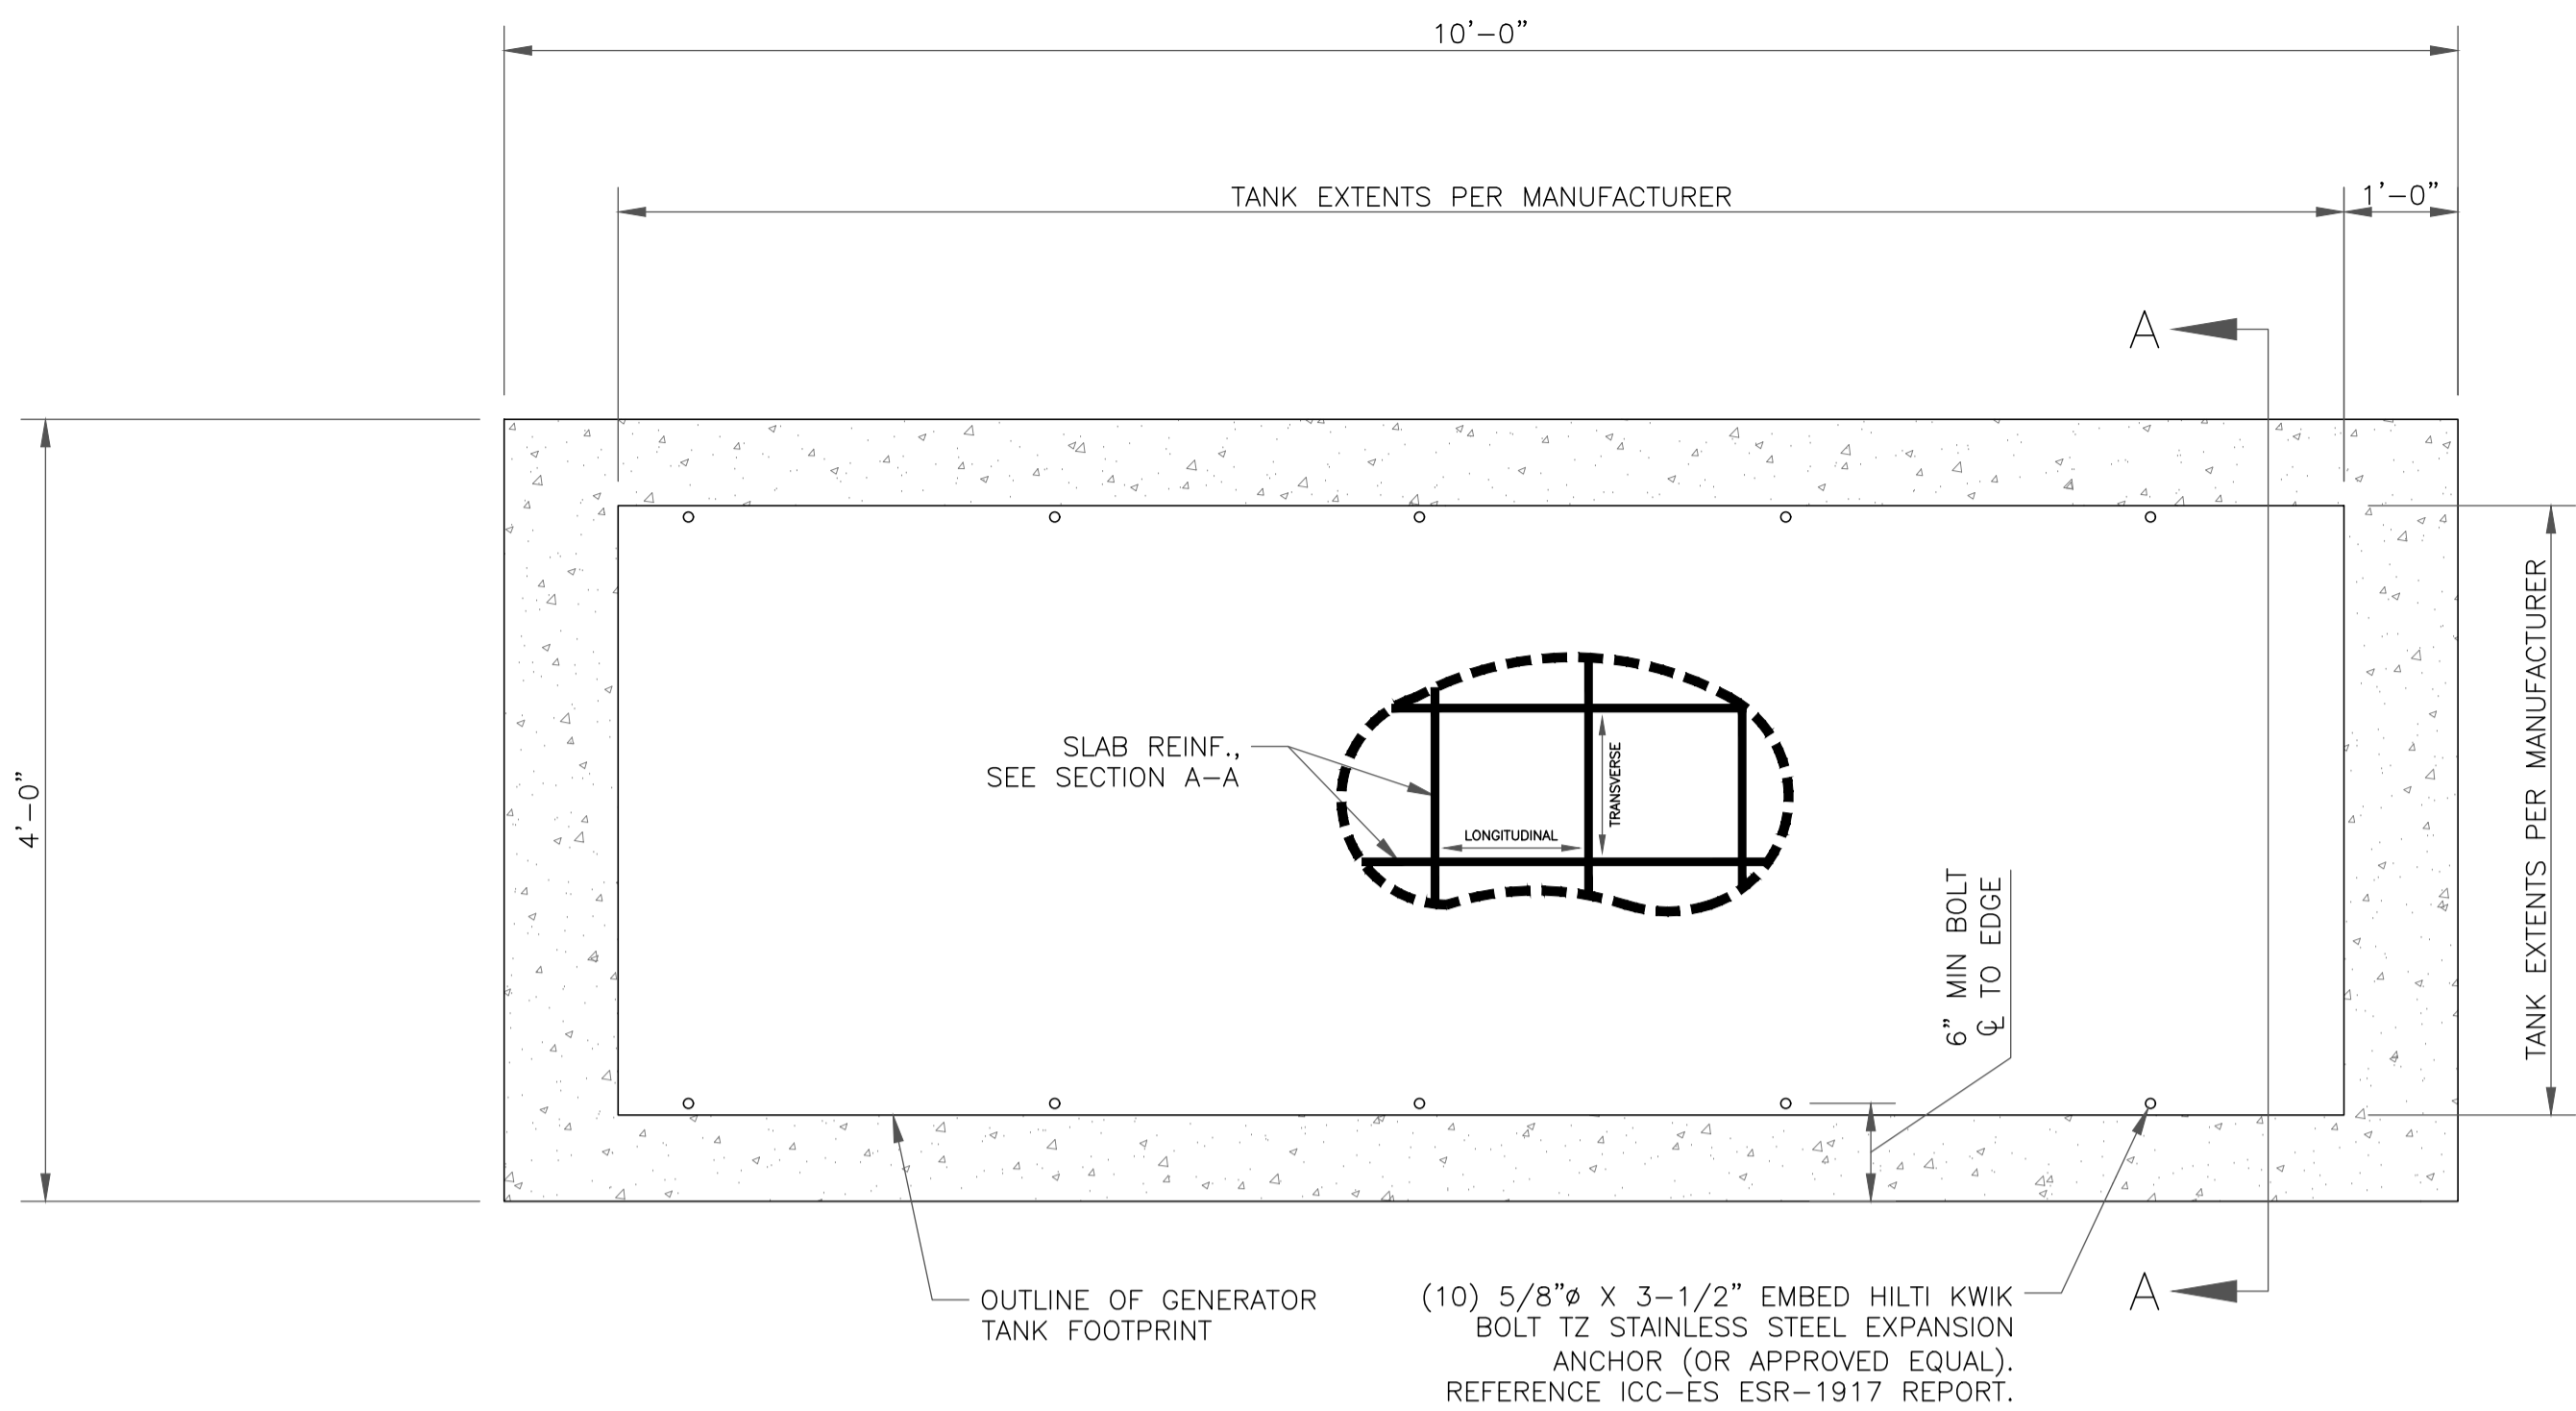 10'-0"
TANK EXTENTS PER MANUFACTURER
1'-0"
A
4'-0"
TANK EXTENTS PER MANUFACTURER
SLAB REINF.,
SEE SECTION A-A
TRANSVERSE
LONGITUDINAL
6" MIN BOLT
℄ TO EDGE
OUTLINE OF GENERATOR
TANK FOOTPRINT
(10) 5/8"ø X 3-1/2" EMBED HILTI KWIK
BOLT TZ STAINLESS STEEL EXPANSION
ANCHOR (OR APPROVED EQUAL).
REFERENCE ICC-ES ESR-1917 REPORT.
A